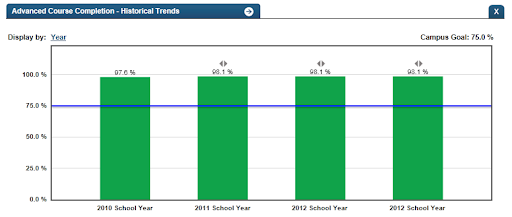 Advanced Course Completion - Historical Trends
X
Display by: Year
Campus Goal: 75.0 %
100.0 %
75.0 %
50.0 %
25.0 %
0.0 %
97.6 %
98.1 %
98.1 %
98.1 %
2010 School Year
2011 School Year
2012 School Year
2012 School Year